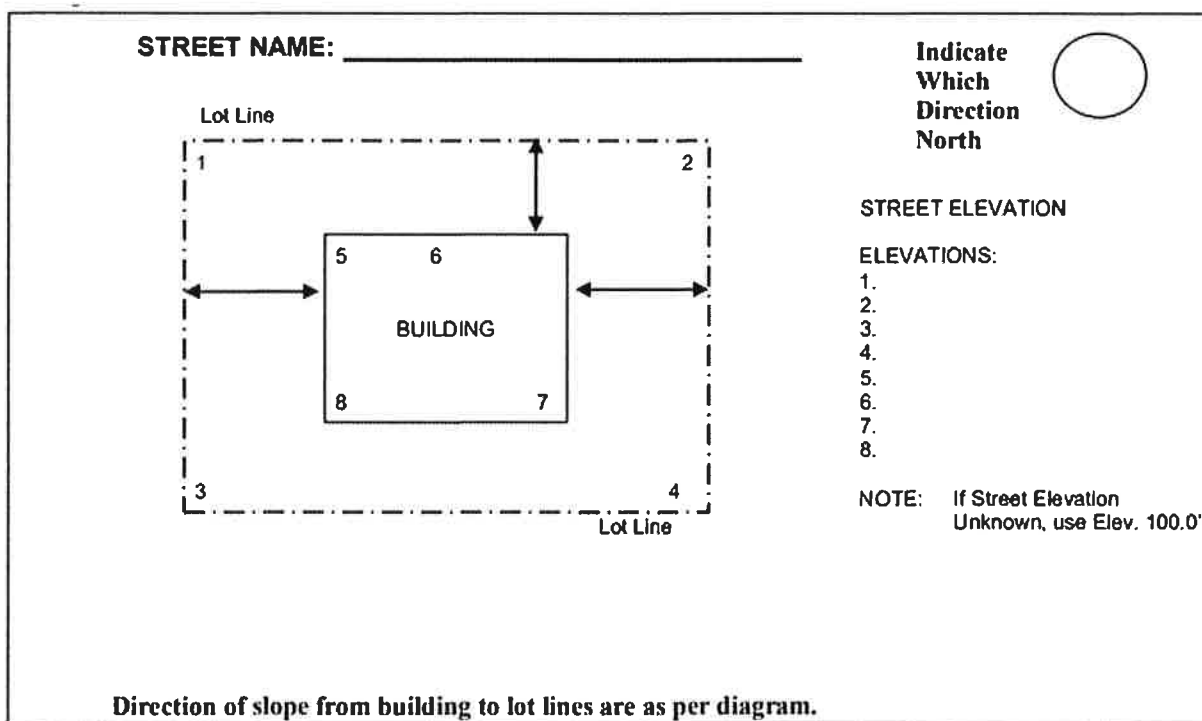 STREET NAME:
Indicate
Which
Direction
North
Lot Line
1
2
5
6
BUILDING
8
7
3
4
Lot Line
STREET ELEVATION
ELEVATIONS:
1.
2.
3.
4.
5.
6.
7.
8.
NOTE: If Street Elevation
Unknown, use Elev. 100.0'
Direction of slope from building to lot lines are as per diagram.